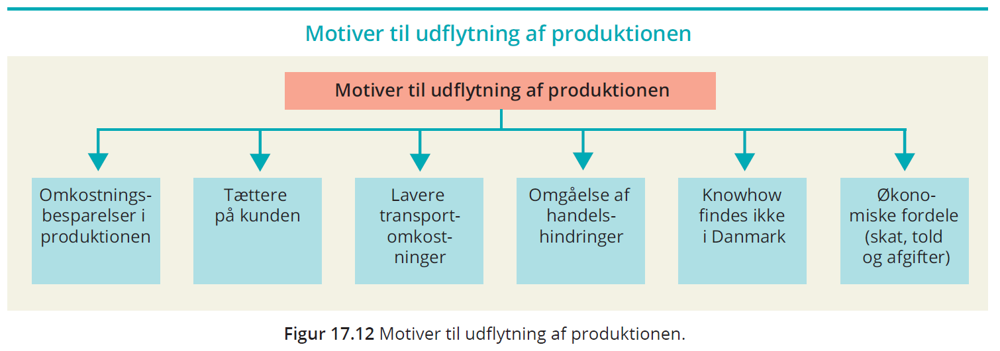 Motiver til udflytning af produktionen
Motiver til udflytning af produktionen
Omkostnings-
besparelser i
produktionen
Tættere
på kunden
Lavere
transport-
omkost-
ninger
Omgåelse af
handels-
hindringer
Knowhow
findes ikke
i Danmark
Økono-
miske fordele
(skat, told
og afgifter)
Figur 17.12 Motiver til udflytning af produktionen.